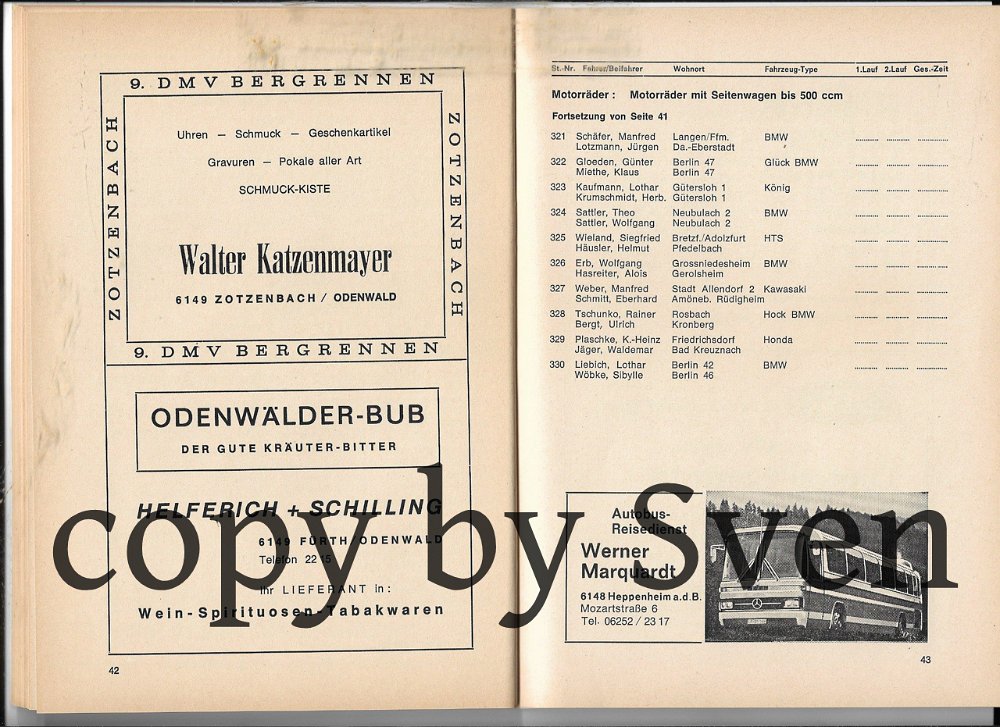 9. DMV BERGRENNEN
ZOTZENBACH
ZOTZENBACH
Uhren — Schmuck — Geschenkartikel
Gravuren — Pokale aller Art
SCHMUCK-KISTE
Walter Katzenmayer
6149 ZOTZENBACH / ODENWALD
9. DMV BERGRENNEN
ODENWÄLDER-BUB
DER GUTE KRÄUTER-BITTER
HELFERICH + SCHILLING
6149 FÜRTH/ODENWALD
Telefon 22 15
Ihr LIEFERANT in:
Wein-Spirituosen-Tabakwaren
42
St.-Nr. Fahrer/Beifahrer Wohnort Fahrzeug-Type 1.Lauf 2.Lauf Ges.-Zeit
Motorräder: Motorräder mit Seitenwagen bis 500 ccm
Fortsetzung von Seite 41
321 Schäfer, Manfred Langen/Ffm. BMW
Lotzmann, Jürgen Da.-Eberstadt
322 Gloeden, Günter Berlin 47 Glück BMW
Miethe, Klaus Berlin 47
323 Kaufmann, Lothar Gütersloh 1 König
Krumschmidt, Herb. Gütersloh 1
324 Sattler, Theo Neubulach 2 BMW
Sattler, Wolfgang Neubulach 2
325 Wieland, Siegfried Bretzf./Adolzfurt HTS
Häusler, Helmut Pfedelbach
326 Erb, Wolfgang Grossniedesheim BMW
Hasreiter, Alois Gerolsheim
327 Weber, Manfred Stadt Allendorf 2 Kawasaki
Schmitt, Eberhard Amöneb. Rüdigheim
328 Tschunko, Rainer Rosbach Hock BMW
Bergt, Ulrich Kronberg
329 Plaschke, K.-Heinz Friedrichsdorf Honda
Jäger, Waldemar Bad Kreuznach
330 Liebich, Lothar Berlin 42 BMW
Wöbke, Sibylle Berlin 46
Autobus-
Reisedienst
Werner
Marquardt
6148 Heppenheim a.d.B.
Mozartstraße 6
Tel. 06252 / 23 17
43
copy by Sven